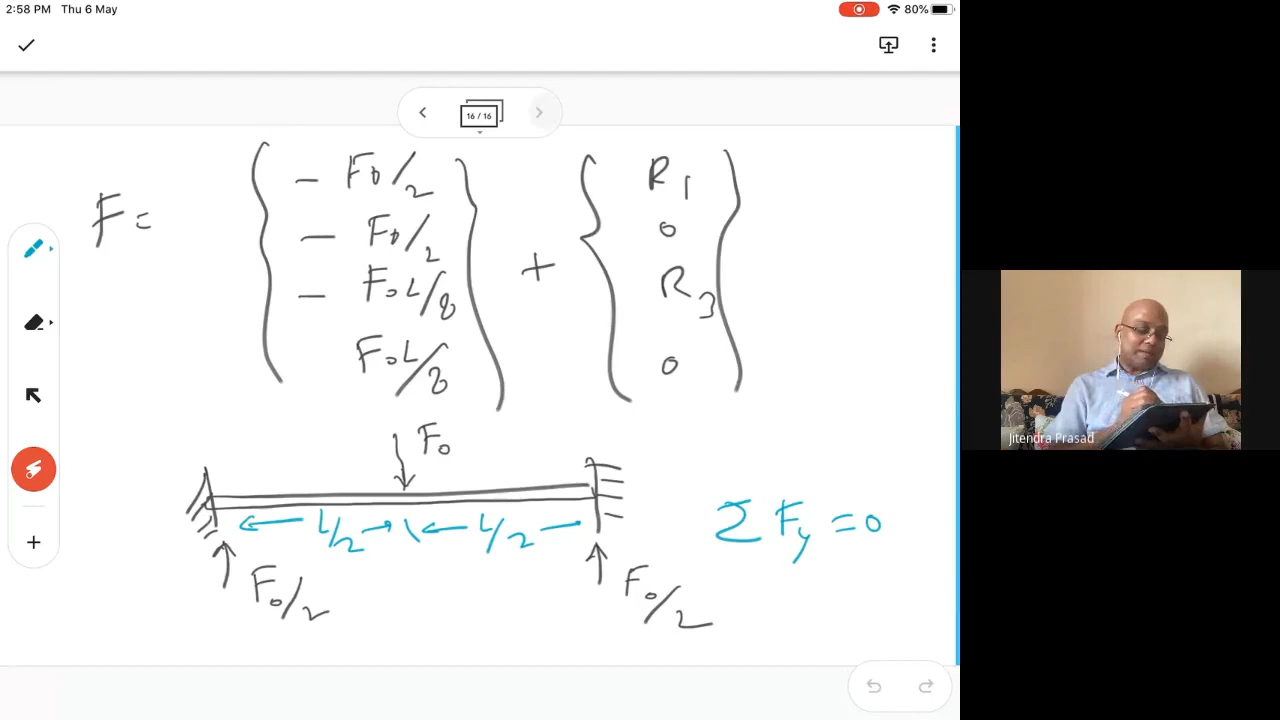 2:58 PM Thu 6 May
80%
16 / 16
F = { - F0/2 } + { R1 }
- F0/2 0
- F0L/8 R3
F0L/8 0
F0
L/2 L/2
Σ Fy = 0
F0/2 F0/2
Jitendra Prasad